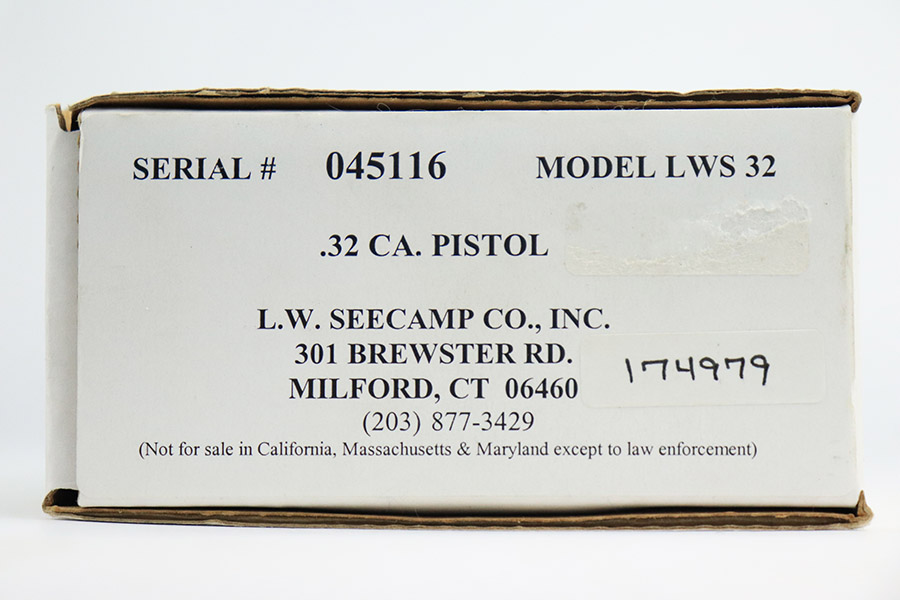 SERIAL # 045116 MODEL LWS 32
.32 CA. PISTOL
L.W. SEECAMP CO., INC.
301 BREWSTER RD.
MILFORD, CT 06460
174979
(203) 877-3429
(Not for sale in California, Massachusetts & Maryland except to law enforcement)